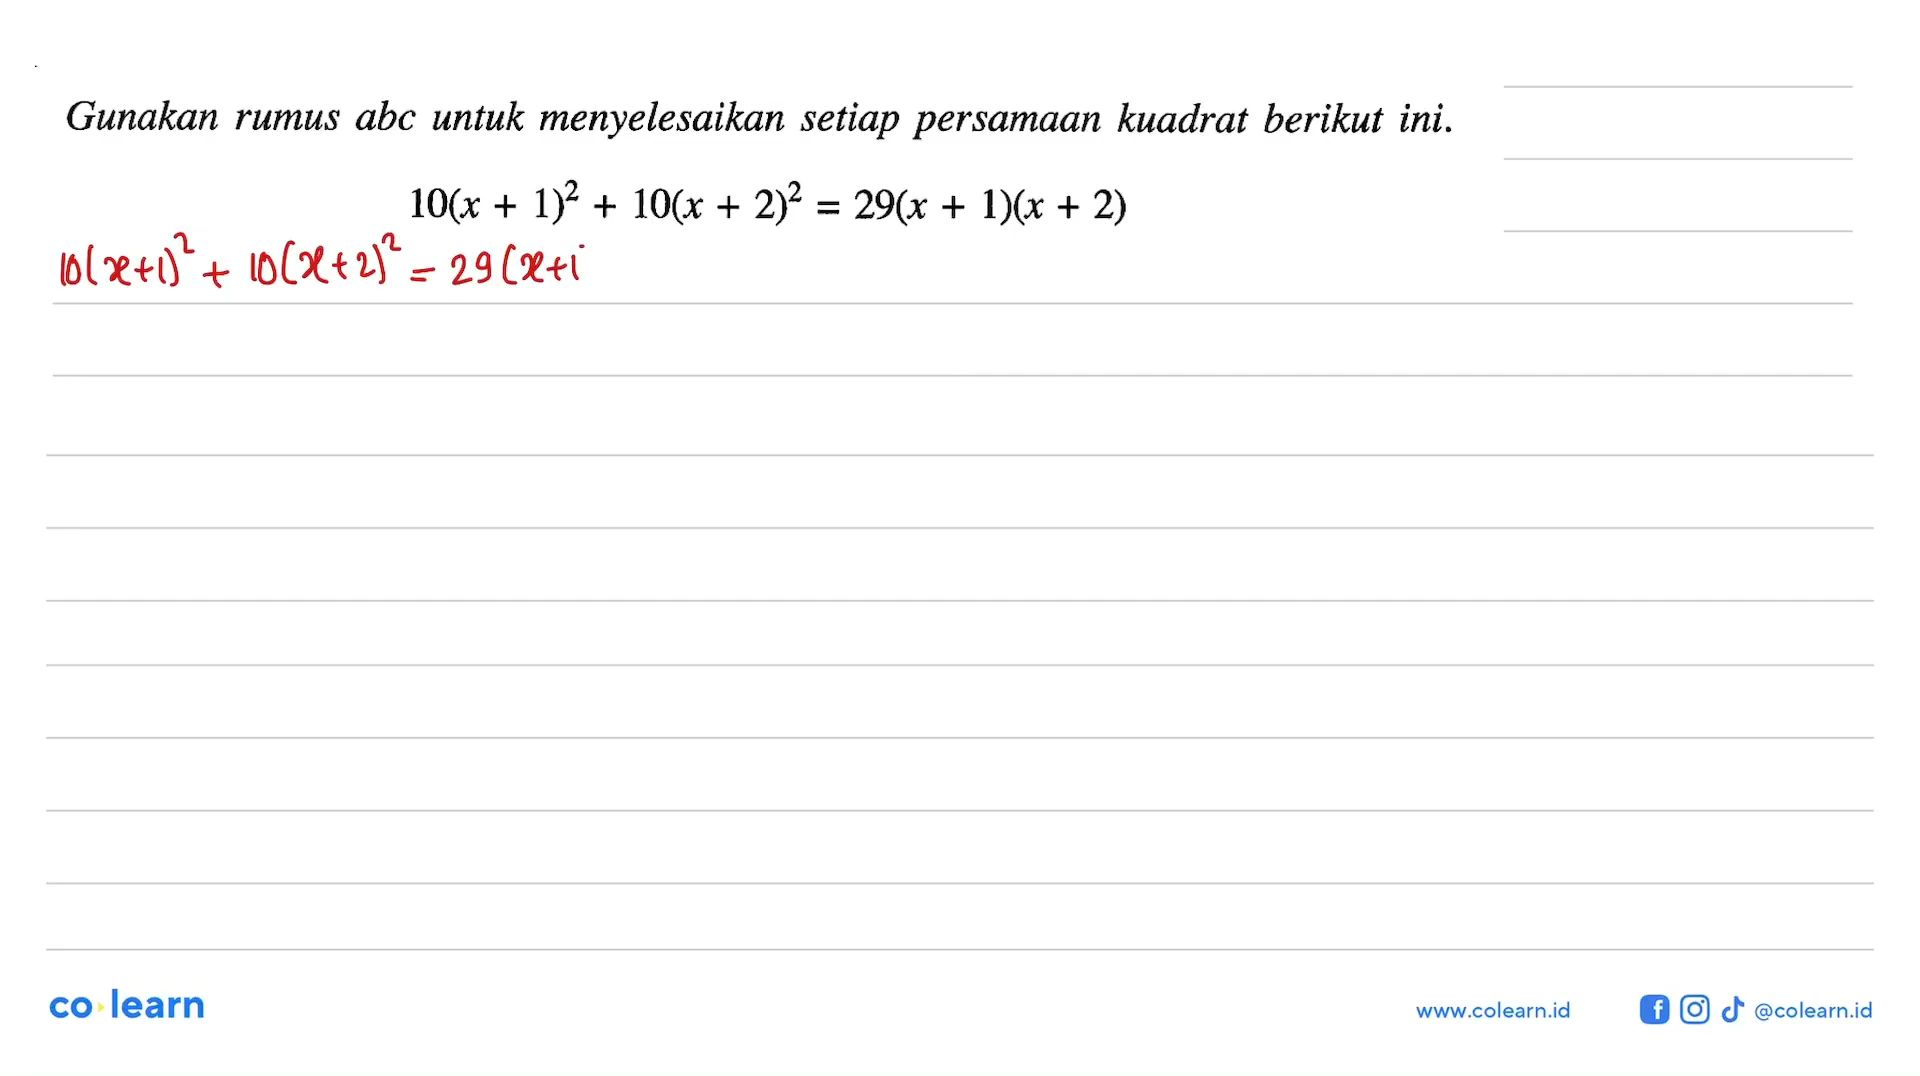 Gunakan rumus abc untuk menyelesaikan setiap persamaan kuadrat berikut ini.
10(x + 1)² + 10(x + 2)² = 29(x + 1)(x + 2)
10(x+1)² + 10(x+2)² = 29(x+1
co learn
www.colearn.id @colearn.id